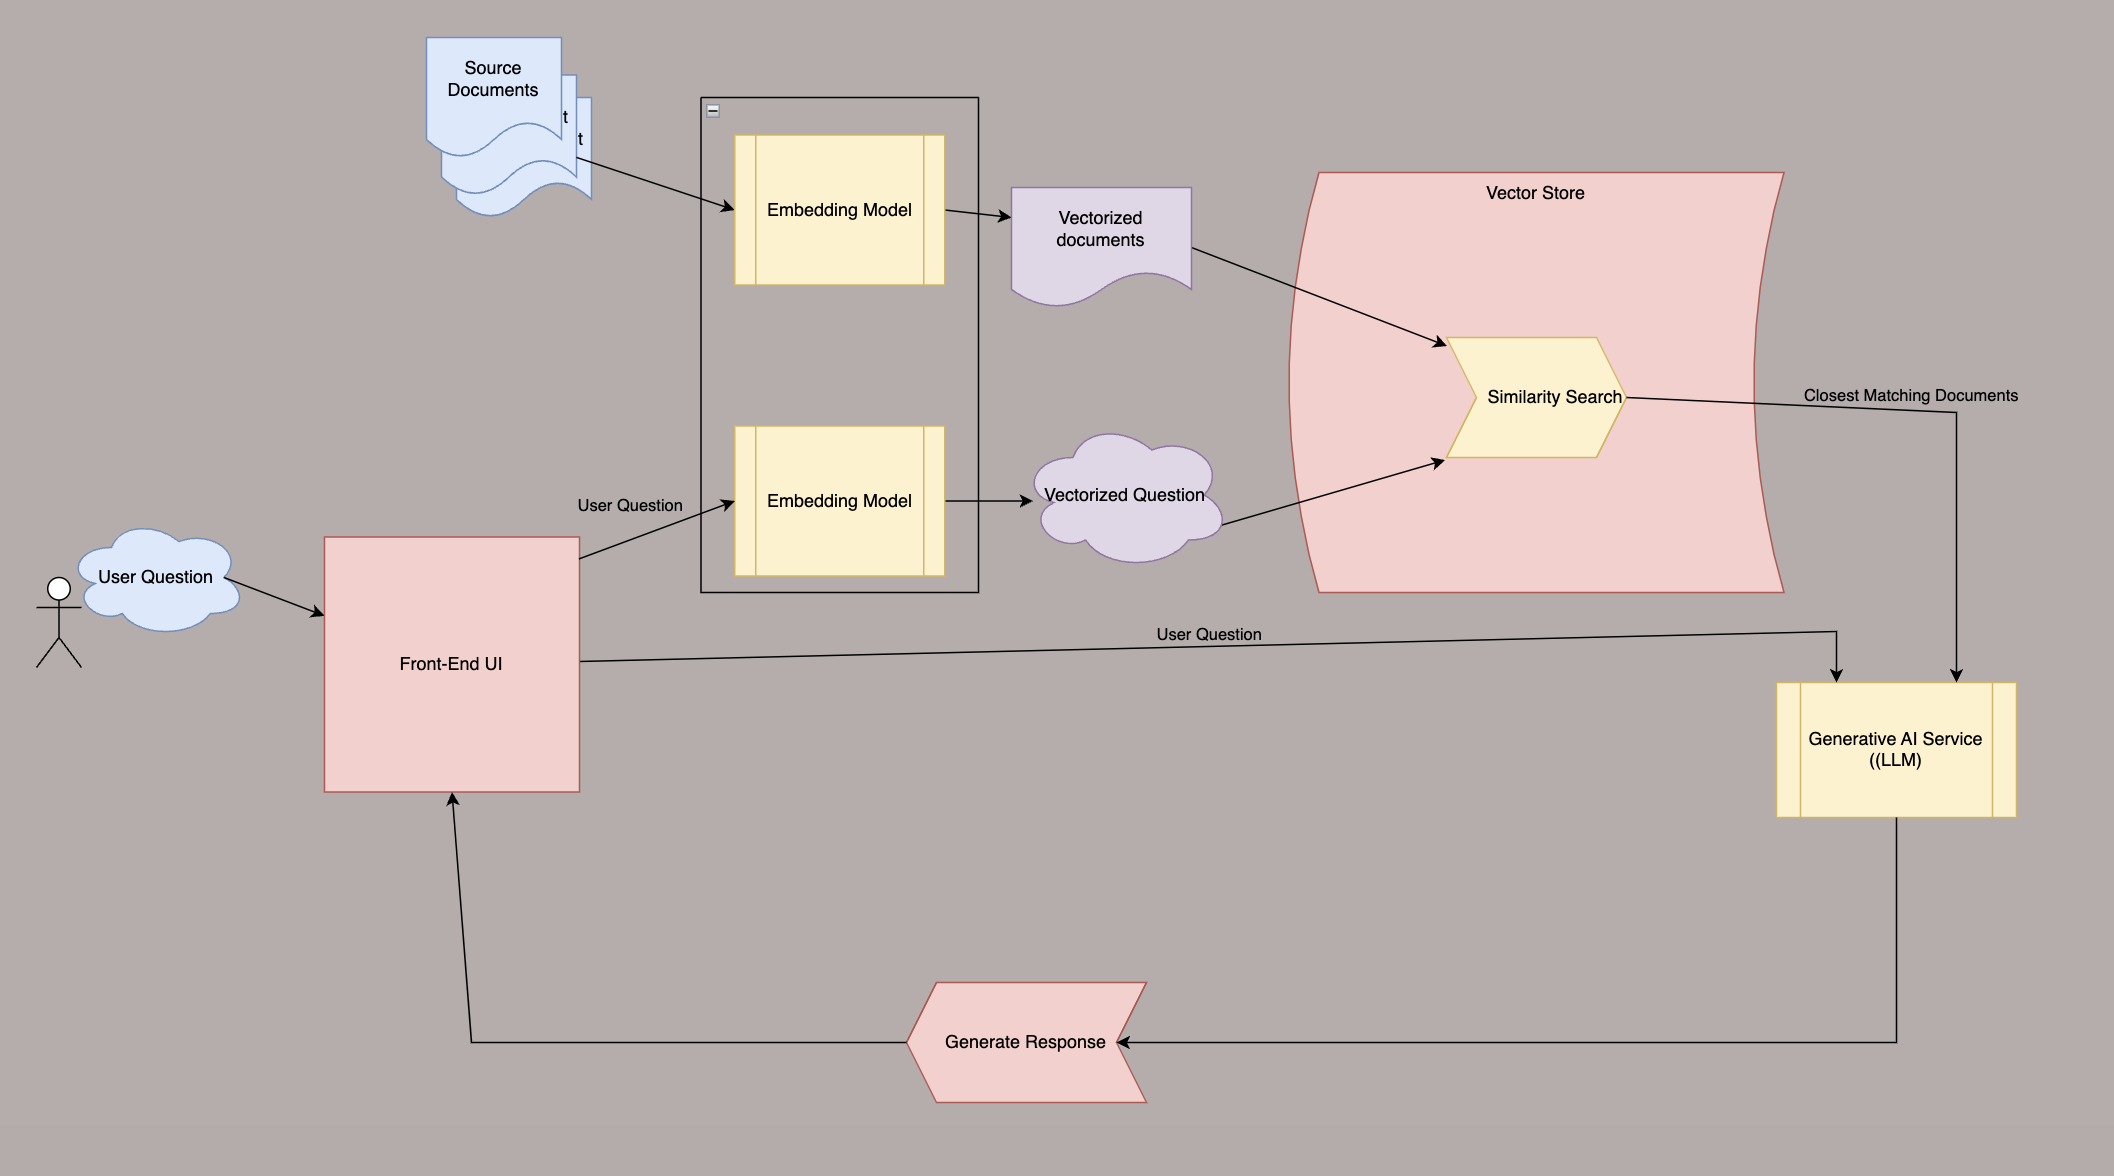 Source
Documents
t
t
Embedding Model
Vectorized
documents
Vector Store
Similarity Search
Closest Matching Documents
User Question
Embedding Model
Vectorized Question
User Question
Front-End UI
User Question
Generative AI Service
((LLM)
Generate Response